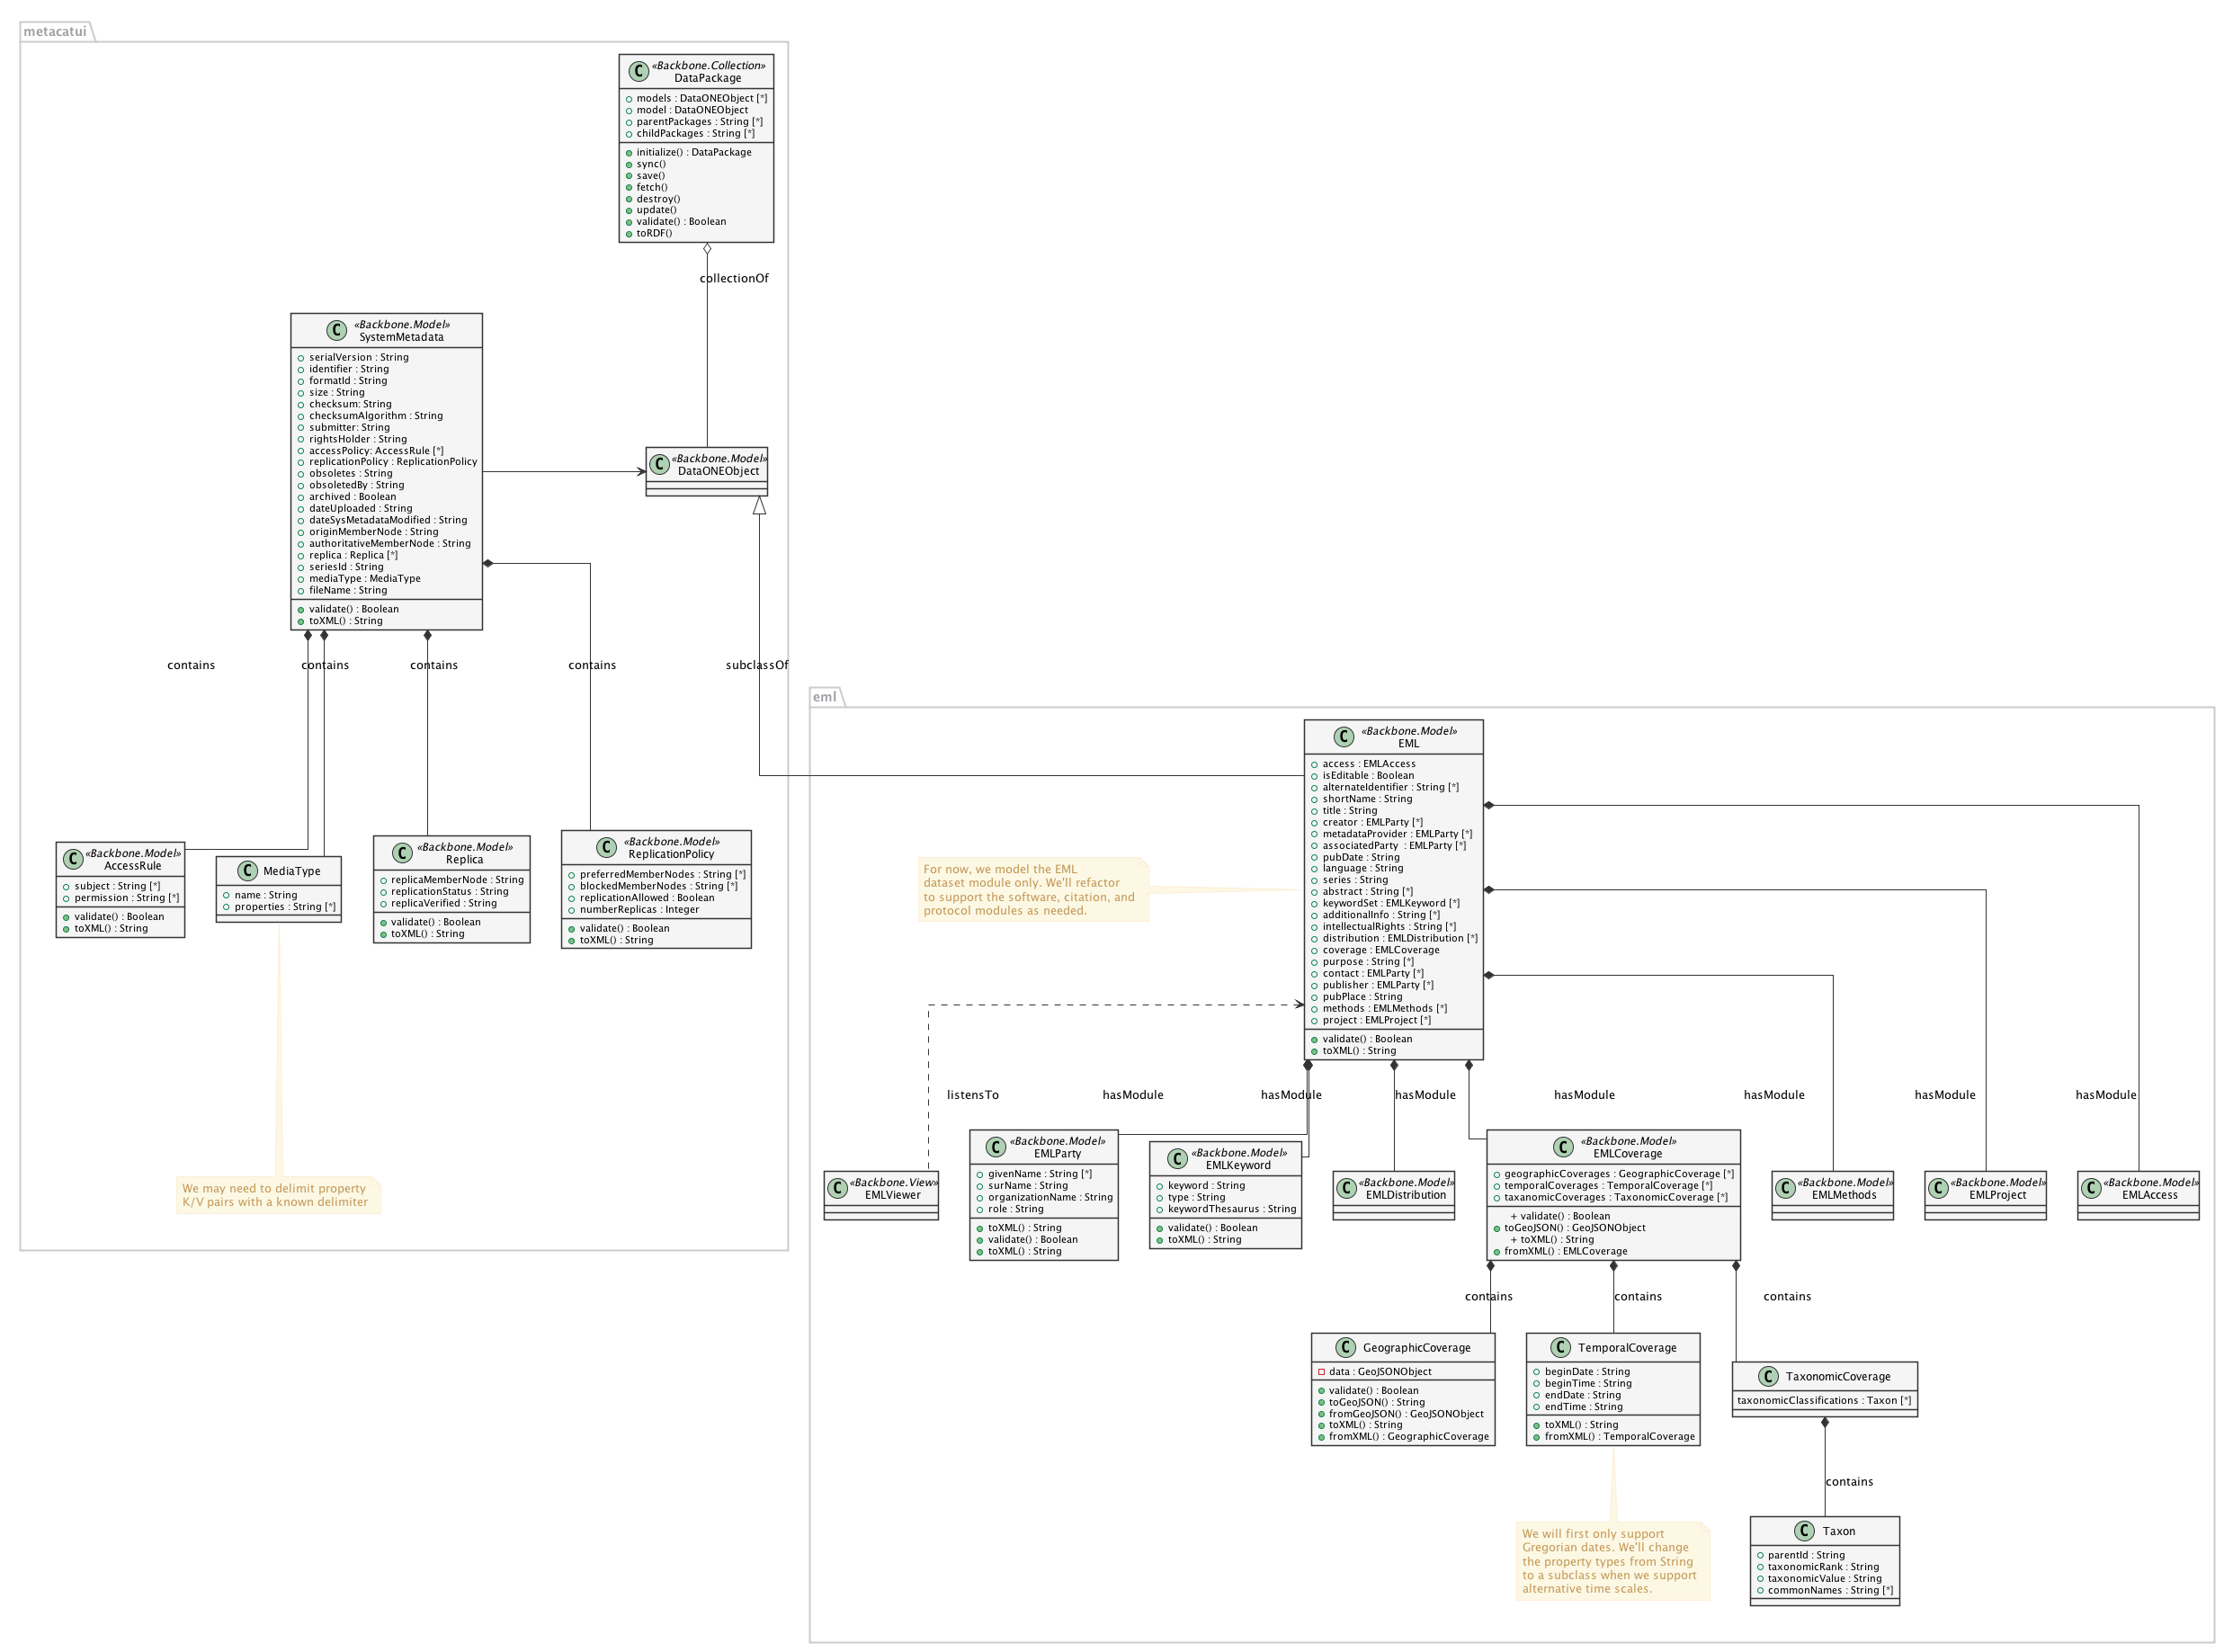 metacatui
C
«Backbone.Collection»
DataPackage
models : DataONEObject [*]
model : DataONEObject
parentPackages : String [*]
childPackages : String [*]
initialize() : DataPackage
sync()
save()
fetch()
destroy()
update()
validate() : Boolean
toRDF()
collectionOf
C
«Backbone.Model»
SystemMetadata
serialVersion : String
identifier : String
formatId : String
size : String
checksum: String
checksumAlgorithm : String
submitter: String
rightsHolder : String
accessPolicy: AccessRule [*]
replicationPolicy : ReplicationPolicy
obsoletes : String
obsoletedBy : String
archived : Boolean
dateUploaded : String
dateSysMetadataModified : String
originMemberNode : String
authoritativeMemberNode : String
replica : Replica [*]
seriesId : String
mediaType : MediaType
fileName : String
validate() : Boolean
toXML() : String
C
«Backbone.Model»
DataONEObject
contains
contains
contains
contains
subclassOf
C
«Backbone.Model»
AccessRule
subject : String [*]
permission : String [*]
validate() : Boolean
toXML() : String
C
MediaType
name : String
properties : String [*]
C
«Backbone.Model»
Replica
replicaMemberNode : String
replicationStatus : String
replicaVerified : String
validate() : Boolean
toXML() : String
C
«Backbone.Model»
ReplicationPolicy
preferredMemberNodes : String [*]
blockedMemberNodes : String [*]
replicationAllowed : Boolean
numberReplicas : Integer
validate() : Boolean
toXML() : String
We may need to delimit property
K/V pairs with a known delimiter
eml
C
«Backbone.Model»
EML
access : EMLAccess
isEditable : Boolean
alternateIdentifier : String [*]
shortName : String
title : String
creator : EMLParty [*]
metadataProvider : EMLParty [*]
associatedParty  : EMLParty [*]
pubDate : String
language : String
series : String
abstract : String [*]
keywordSet : EMLKeyword [*]
additionalInfo : String [*]
intellectualRights : String [*]
distribution : EMLDistribution [*]
coverage : EMLCoverage
purpose : String [*]
contact : EMLParty [*]
publisher : EMLParty [*]
pubPlace : String
methods : EMLMethods [*]
project : EMLProject [*]
validate() : Boolean
toXML() : String
For now, we model the EML
dataset module only. We'll refactor
to support the software, citation, and
protocol modules as needed.
listensTo
hasModule
hasModule
hasModule
hasModule
hasModule
hasModule
hasModule
C
«Backbone.View»
EMLViewer
C
«Backbone.Model»
EMLParty
givenName : String [*]
surName : String
organizationName : String
role : String
toXML() : String
validate() : Boolean
toXML() : String
C
«Backbone.Model»
EMLKeyword
keyword : String
type : String
keywordThesaurus : String
validate() : Boolean
toXML() : String
C
«Backbone.Model»
EMLDistribution
C
«Backbone.Model»
EMLCoverage
geographicCoverages : GeographicCoverage [*]
temporalCoverages : TemporalCoverage [*]
taxanomicCoverages : TaxonomicCoverage [*]
+ validate() : Boolean
toGeoJSON() : GeoJSONObject
+ toXML() : String
fromXML() : EMLCoverage
C
«Backbone.Model»
EMLMethods
C
«Backbone.Model»
EMLProject
C
«Backbone.Model»
EMLAccess
contains
contains
contains
C
GeographicCoverage
data : GeoJSONObject
validate() : Boolean
toGeoJSON() : String
fromGeoJSON() : GeoJSONObject
toXML() : String
fromXML() : GeographicCoverage
C
TemporalCoverage
beginDate : String
beginTime : String
endDate : String
endTime : String
toXML() : String
fromXML() : TemporalCoverage
C
TaxonomicCoverage
taxonomicClassifications : Taxon [*]
contains
We will first only support
Gregorian dates. We'll change
the property types from String
to a subclass when we support
alternative time scales.
C
Taxon
parentId : String
taxonomicRank : String
taxonomicValue : String
commonNames : String [*]